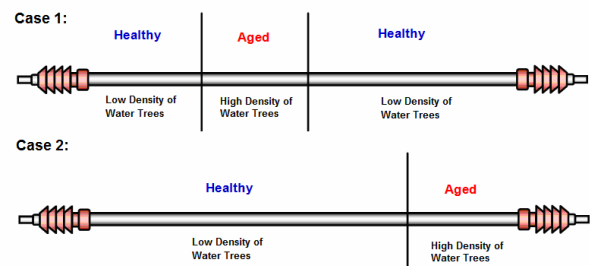 Case 1:
Healthy
Aged
Healthy
Low Density of
Water Trees
High Density of
Water Trees
Low Density of
Water Trees
Case 2:
Healthy
Aged
Low Density of
Water Trees
High Density of
Water Trees